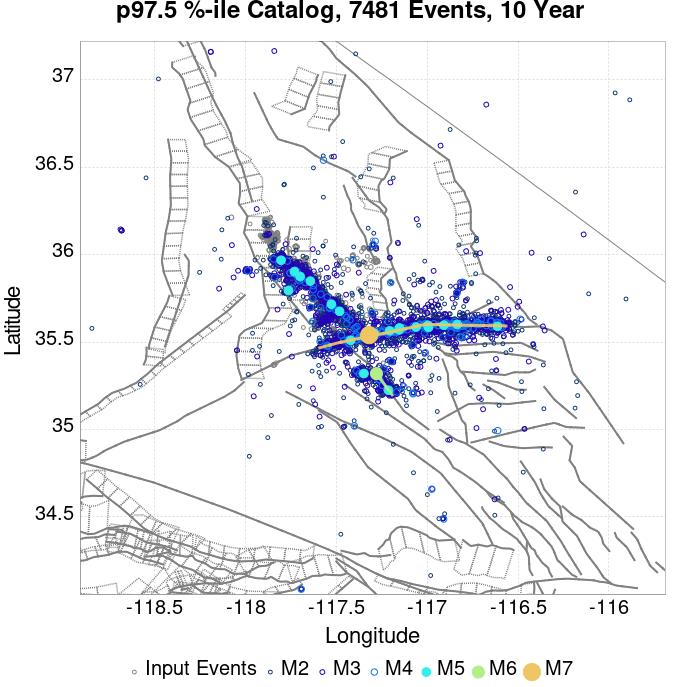 p97.5 %-ile Catalog, 7481 Events, 10 Year
37
36.5
36
35.5
35
34.5
Latitude
-118.5 -118 -117.5 -117 -116.5 -116
Longitude
Input Events M2 M3 M4 M5 M6 M7